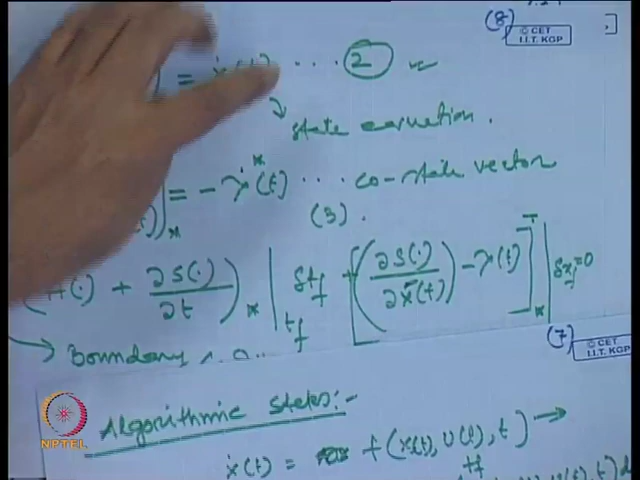 (8)
© CET
I.I.T. KGP
= ẋ(t) .... 2
state equation.
= - λ̇*(t) ... co-state vector
(3).
(H(·) + ∂S(·)/∂t)* |tf δtf + [(∂S(·)/∂x(t)) - λ(t)]ᵀ|* δxf = 0
→ Boundary
(7)
© CET
I.I.T. KGP
Algorithmic Steps:-
ẋ(t) = f(x(t), u(t), t) →
tf
u(t), t) d
NPTEL